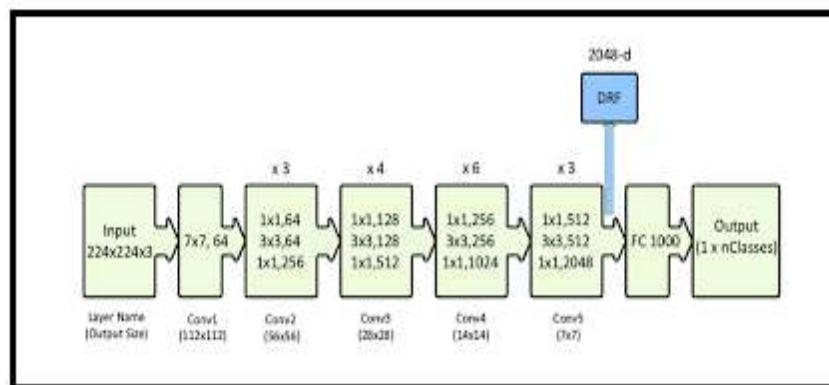 2048-d
DRF
x 3
x 4
x 6
x 3
Input
224x224x3
7x7, 64
1x1,64
3x3,64
1x1,256
1x1,128
3x3,128
1x1,512
1x1,256
3x3,256
1x1,1024
1x1,512
3x3,512
1x1,2048
FC 1000
Output
(1 x nClasses)
Layer Name
(Output Size)
Conv1
(112x112)
Conv2
(56x56)
Conv3
(28x28)
Conv4
(14x14)
Conv5
(7x7)